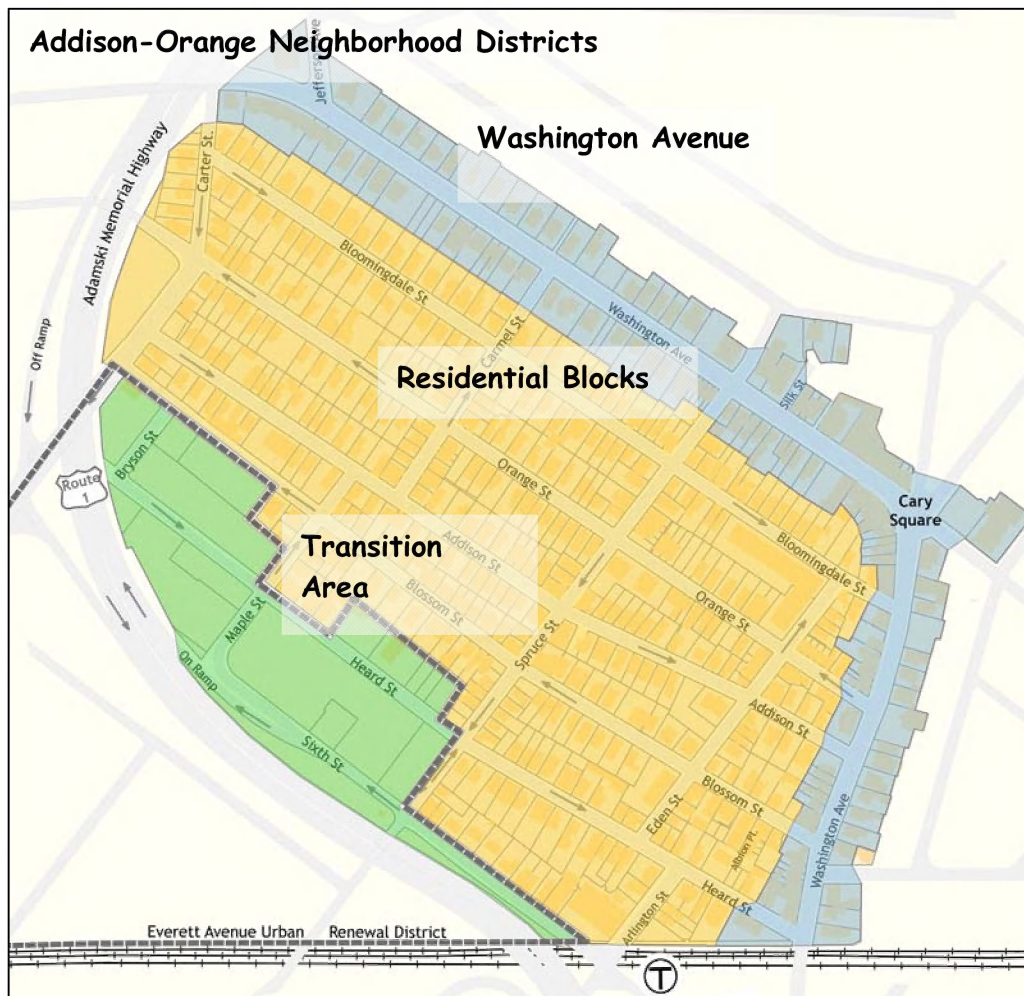 Addison-Orange Neighborhood Districts
Jefferson Ave
Washington Avenue
Adamski Memorial Highway
Carter St.
Bloomingdale St
Off Ramp
Washington Ave
Carmel St
Residential Blocks
Silk St
Bryson St
Route
1
Orange St
Cary
Square
Transition
Area
Addison St
Bloomingdale St
Blossom St
Orange St
Maple St
Spruce St
Heard St
On Ramp
Addison St
Sixth St
Blossom St
Eden St
Albion Pl.
Washington Ave
Heard St
Arlington St
Everett Avenue Urban Renewal District
T